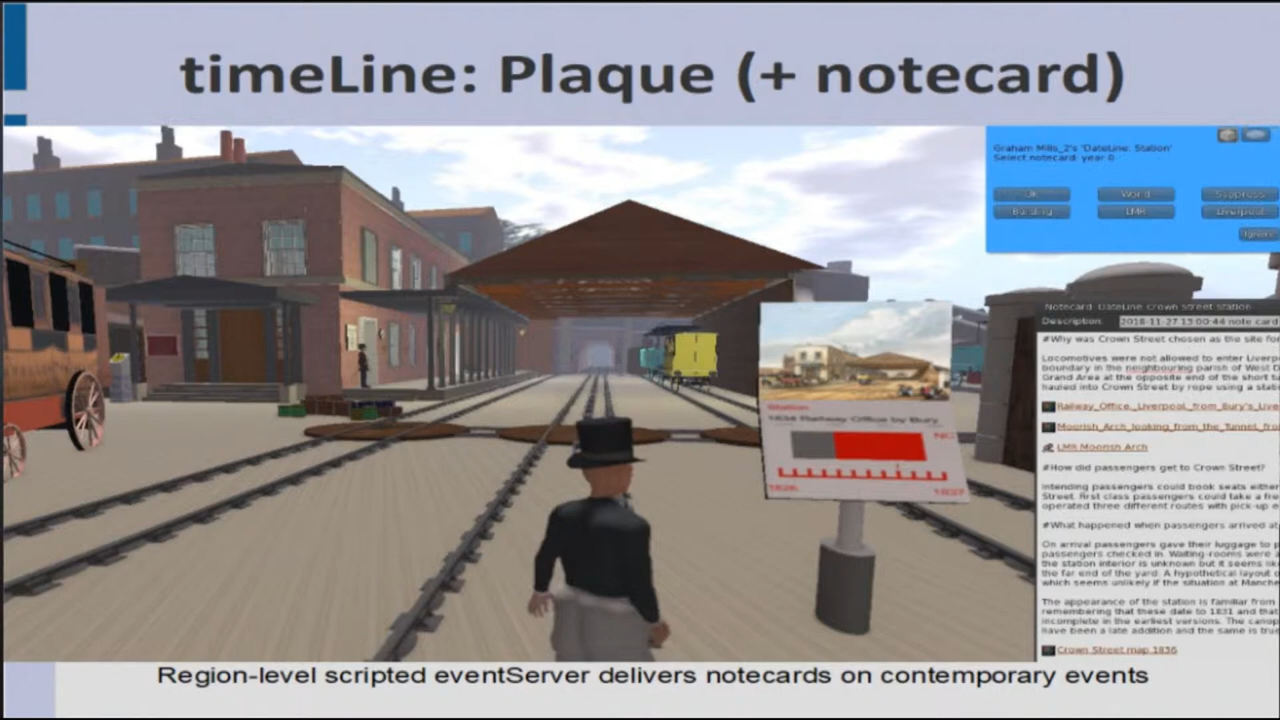 timeLine: Plaque (+ notecard)
Graham Mills_2's 'DateLine: Station'
Select notecard: year 0
Ok
World
Suppress
Building
LMR
Liverpool
Ignore
Station
1834 Railway Office by Bury
1826
1837
Notecard: DateLine Crown Street Station
Description: 2018-11-27 13:00:44 note card
#Why was Crown Street chosen as the site for
Locomotives were not allowed to enter Liverp
boundary in the neighbouring parish of West D
Grand Area at the opposite end of the short tu
hauled into Crown Street by rope using a stati
Railway_Office,_Liverpool_from_Bury's_Live
Moorish_Arch_looking_from_the_Tunnel_fro
LMR Moorish Arch
#How did passengers get to Crown Street?
Intending passengers could book seats either
Street. First class passengers could take a fre
operated three different routes with pick-up e
#What happened when passengers arrived at
On arrival passengers gave their luggage to p
passengers checked in. Waiting-rooms were a
the station interior is unknown but it seems lik
the far end of the yard. A hypothetical layout o
which seems unlikely if the situation at Manche
The appearance of the station is familiar from
remembering that these date to 1831 and that
incomplete in the earliest versions. The canop
have been a late addition and the same is true
Crown Street map 1836
Region-level scripted eventServer delivers notecards on contemporary events